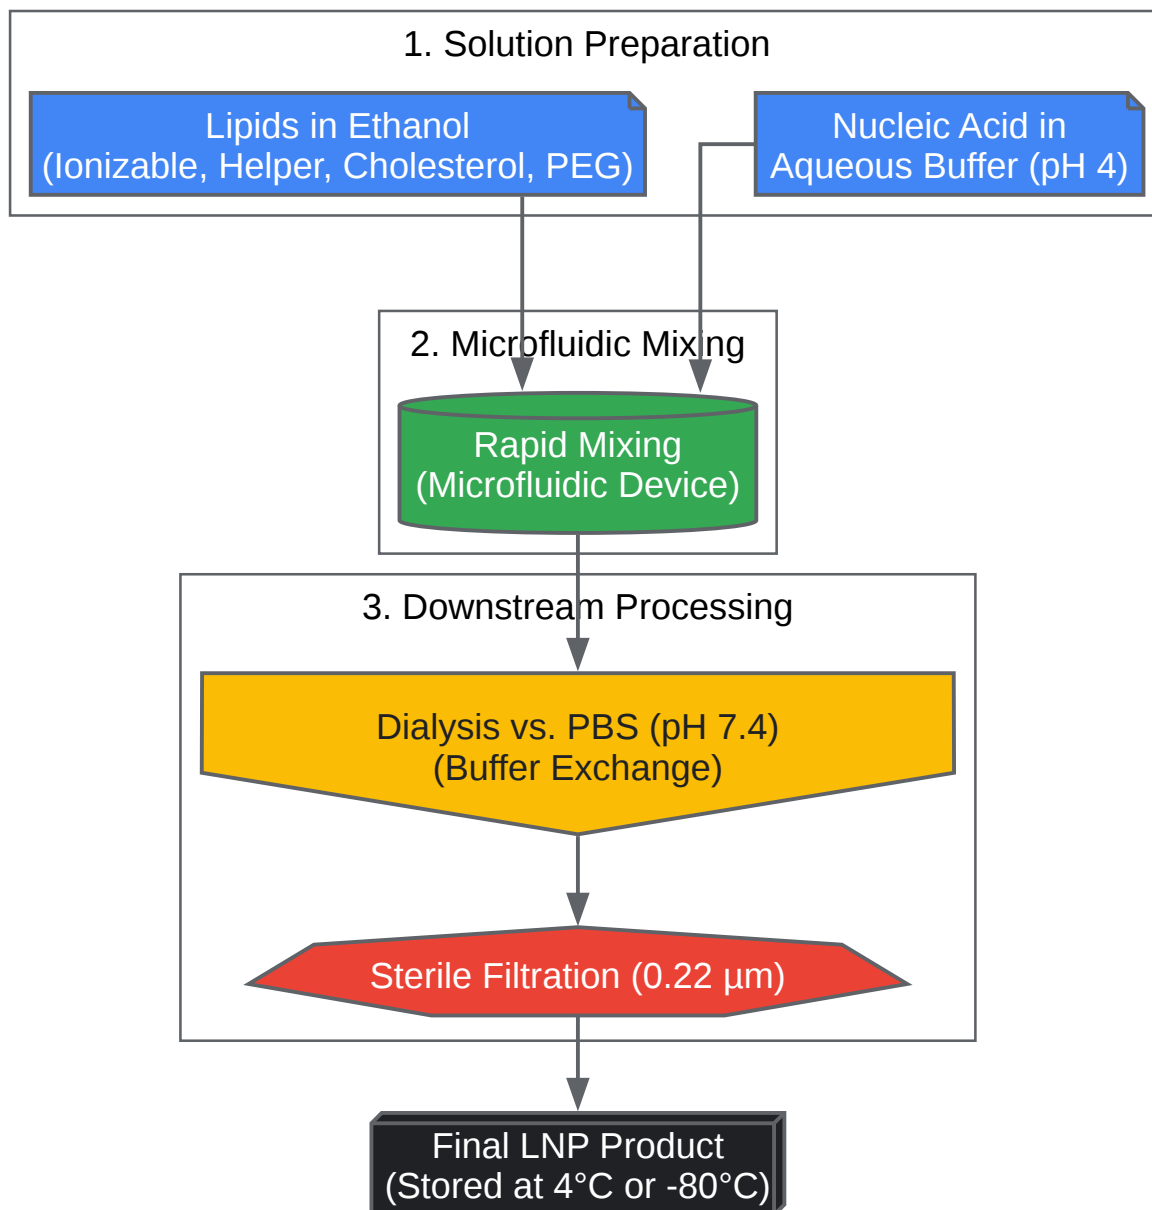 1. Solution Preparation
Lipids in Ethanol
(Ionizable, Helper, Cholesterol, PEG)
Nucleic Acid in
Aqueous Buffer (pH 4)
2. Microfluidic Mixing
Rapid Mixing
(Microfluidic Device)
3. Downstream Processing
Dialysis vs. PBS (pH 7.4)
(Buffer Exchange)
Sterile Filtration (0.22 µm)
Final LNP Product
(Stored at 4°C or -80°C)